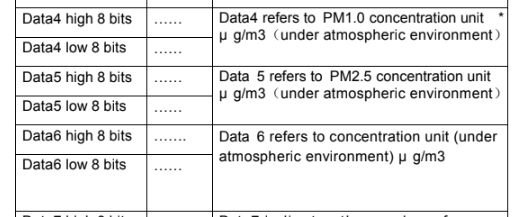 Data4 high 8 bits …… Data4 refers to PM1.0 concentration unit *
μ g/m3（under atmospheric environment）
Data4 low 8 bits ……
Data5 high 8 bits …… Data 5 refers to PM2.5 concentration unit
μ g/m3（under atmospheric environment）
Data5 low 8 bits ……
Data6 high 8 bits ……. Data 6 refers to concentration unit (under
atmospheric environment) μ g/m3
Data6 low 8 bits ……